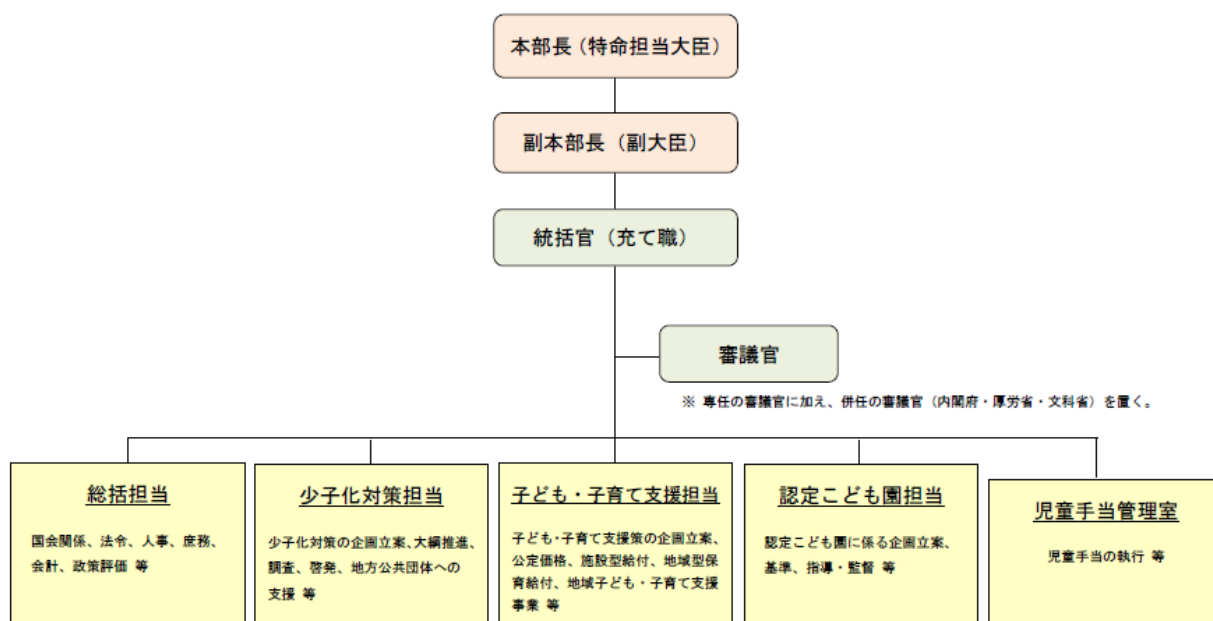 本部長（特命担当大臣）
副本部長（副大臣）
統括官（充て職）
審議官
※ 専任の審議官に加え、併任の審議官（内閣府・厚労省・文科省）を置く。
総括担当
国会関係、法令、人事、庶務、
会計、政策評価 等
少子化対策担当
少子化対策の企画立案、大綱推進、
調査、啓発、地方公共団体への
支援 等
子ども・子育て支援担当
子ども・子育て支援策の企画立案、
公定価格、施設型給付、地域型保
育給付、地域子ども・子育て支援
事業 等
認定こども園担当
認定こども園に係る企画立案、
基準、指導・監督 等
児童手当管理室
児童手当の執行 等